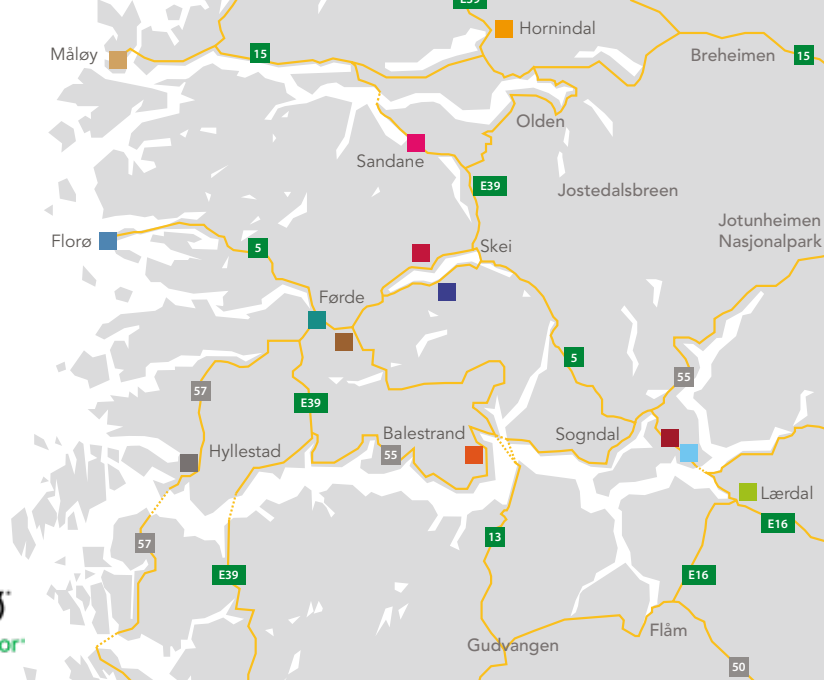 E39
Hornindal
Måløy
15
Breheimen
15
Olden
Sandane
E39
Jostedalsbreen
Jotunheimen
Nasjonalpark
Florø
5
Skei
Førde
5
57
55
E39
Balestrand
Sogndal
Hyllestad
55
Lærdal
E16
57
13
E39
E16
or
Flåm
Gudvangen
50